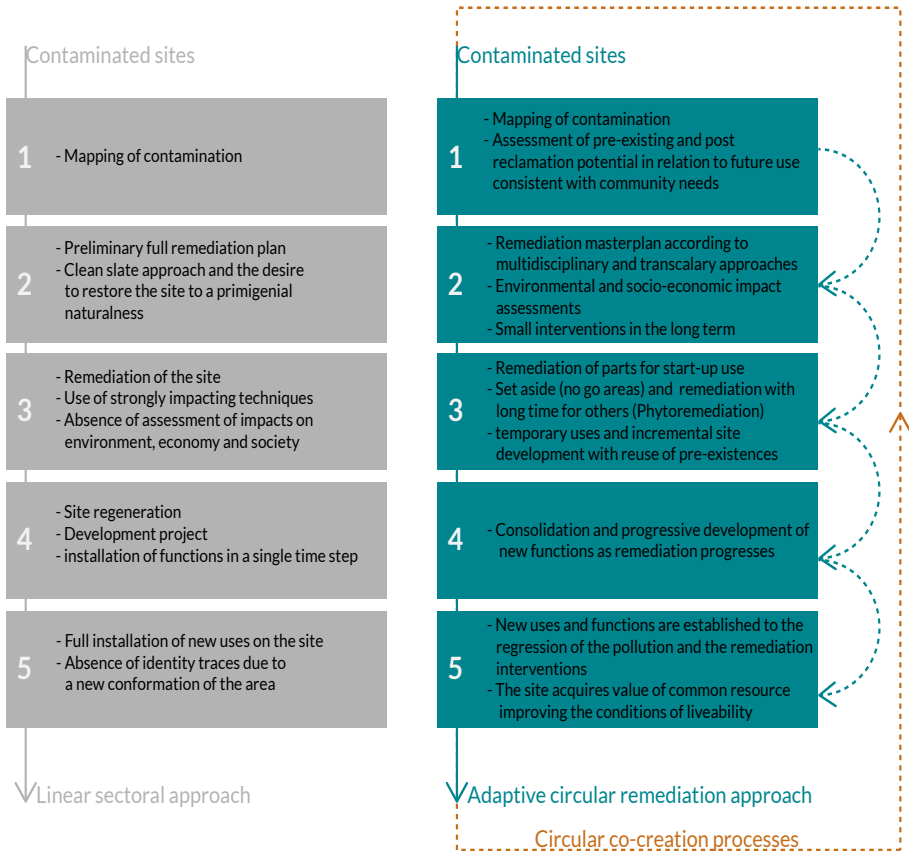 Contaminated sites
1
- Mapping of contamination
2
- Preliminary full remediation plan
- Clean slate approach and the desire
to restore the site to a primigenial
naturalness
3
- Remediation of the site
- Use of strongly impacting techniques
- Absence of assessment of impacts on
environment, economy and society
4
- Site regeneration
- Development project
- installation of functions in a single time step
5
- Full installation of new uses on the site
- Absence of identity traces due to
a new conformation of the area
Linear sectoral approach
Contaminated sites
1
- Mapping of contamination
- Assessment of pre-existing and post
reclamation potential in relation to future use
consistent with community needs
2
- Remediation masterplan according to
multidisciplinary and transcalary approaches
- Environmental and socio-economic impact
assessments
- Small interventions in the long term
3
- Remediation of parts for start-up use
- Set aside (no go areas) and remediation with
long time for others (Phytoremediation)
- temporary uses and incremental site
development with reuse of pre-existences
4
- Consolidation and progressive development of
new functions as remediation progresses
5
- New uses and functions are established to the
regression of the pollution and the remediation
interventions
- The site acquires value of common resource
improving the conditions of liveability
Adaptive circular remediation approach
Circular co-creation processes